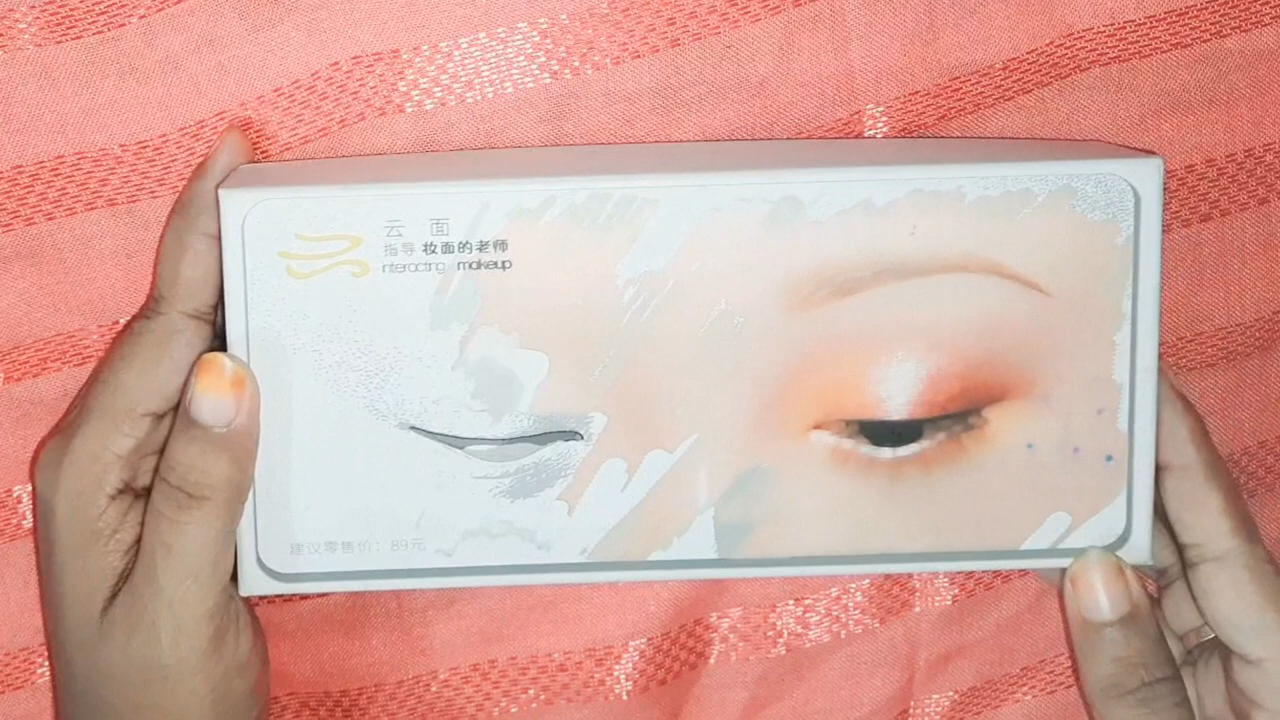 云 面
指导 妆面的老师
interacting makeup
建议零售价：89元